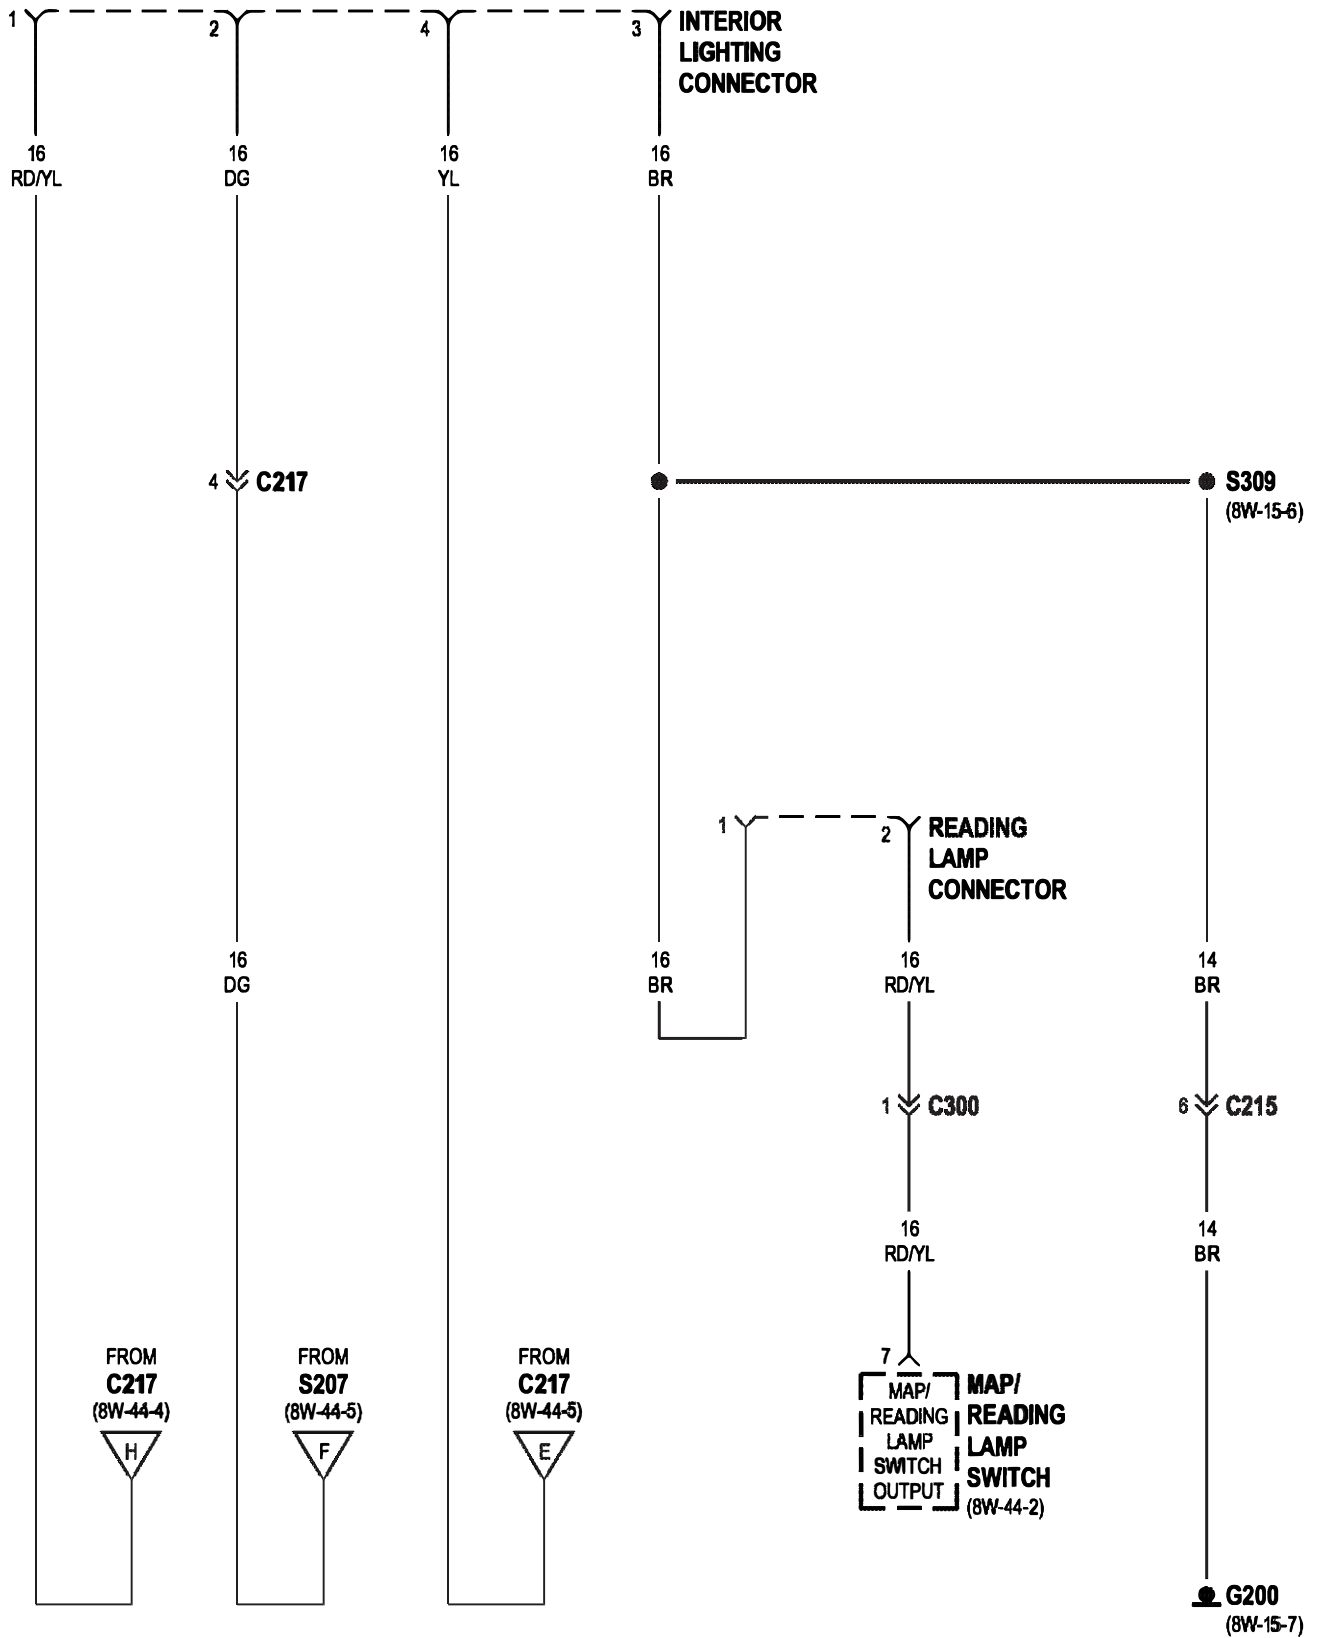 1
2
4
3
INTERIOR
LIGHTING
CONNECTOR
16
RD/YL
16
DG
16
YL
16
BR
4
C217
S309
(8W-15-6)
1
2
READING
LAMP
CONNECTOR
16
DG
16
BR
16
RD/YL
14
BR
1
C300
6
C215
16
RD/YL
14
BR
FROM
C217
(8W-44-4)
H
FROM
S207
(8W-44-5)
F
FROM
C217
(8W-44-5)
E
7
MAP/
READING
LAMP
SWITCH
OUTPUT
MAP/
READING
LAMP
SWITCH
(8W-44-2)
G200
(8W-15-7)